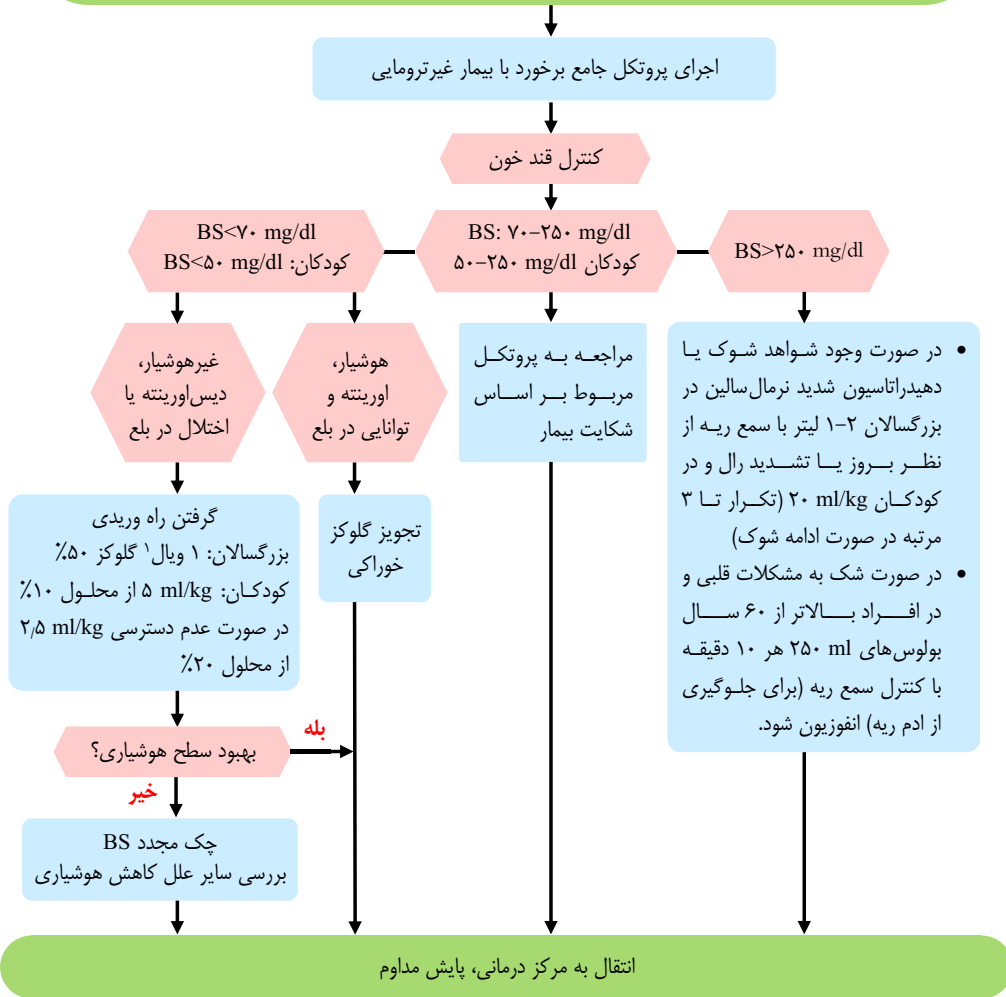 اجرای پروتکل جامع برخورد با بیمار غیرترومایی
کنترل قند خون
BS>۲۵۰ mg/dl
BS: ۷۰–۲۵۰ mg/dl
کودکان ۵۰–۲۵۰ mg/dl
BS<۷۰ mg/dl
کودکان: BS<۵۰ mg/dl
• در صورت وجود شواهد شوک یا
دهیدراتاسیون شدید نرمال‌سالین در
بزرگسالان ۲–۱ لیتر با سمع ریه از
نظر بروز یا تشدید رال و در
کودکان ۲۰ ml/kg (تکرار تا ۳
مرتبه در صورت ادامه شوک)
• در صورت شک به مشکلات قلبی و
در افراد بالاتر از ۶۰ سال
بولوس‌های ۲۵۰ ml هر ۱۰ دقیقه
با کنترل سمع ریه (برای جلوگیری
از ادم ریه) انفوزیون شود.
مراجعه به پروتکل
مربوط بر اساس
شکایت بیمار
هوشیار،
اورینته و
توانایی در بلع
غیرهوشیار،
دیس‌اورینته یا
اختلال در بلع
تجویز گلوکز
خوراکی
گرفتن راه وریدی
بزرگسالان: ۱ ویال۱ گلوکز ۵۰٪
کودکان: ۵ ml/kg از محلول ۱۰٪
در صورت عدم دسترسی ۲٫۵ ml/kg
از محلول ۲۰٪
بهبود سطح هوشیاری؟
بله
خیر
چک مجدد BS
بررسی سایر علل کاهش هوشیاری
انتقال به مرکز درمانی، پایش مداوم